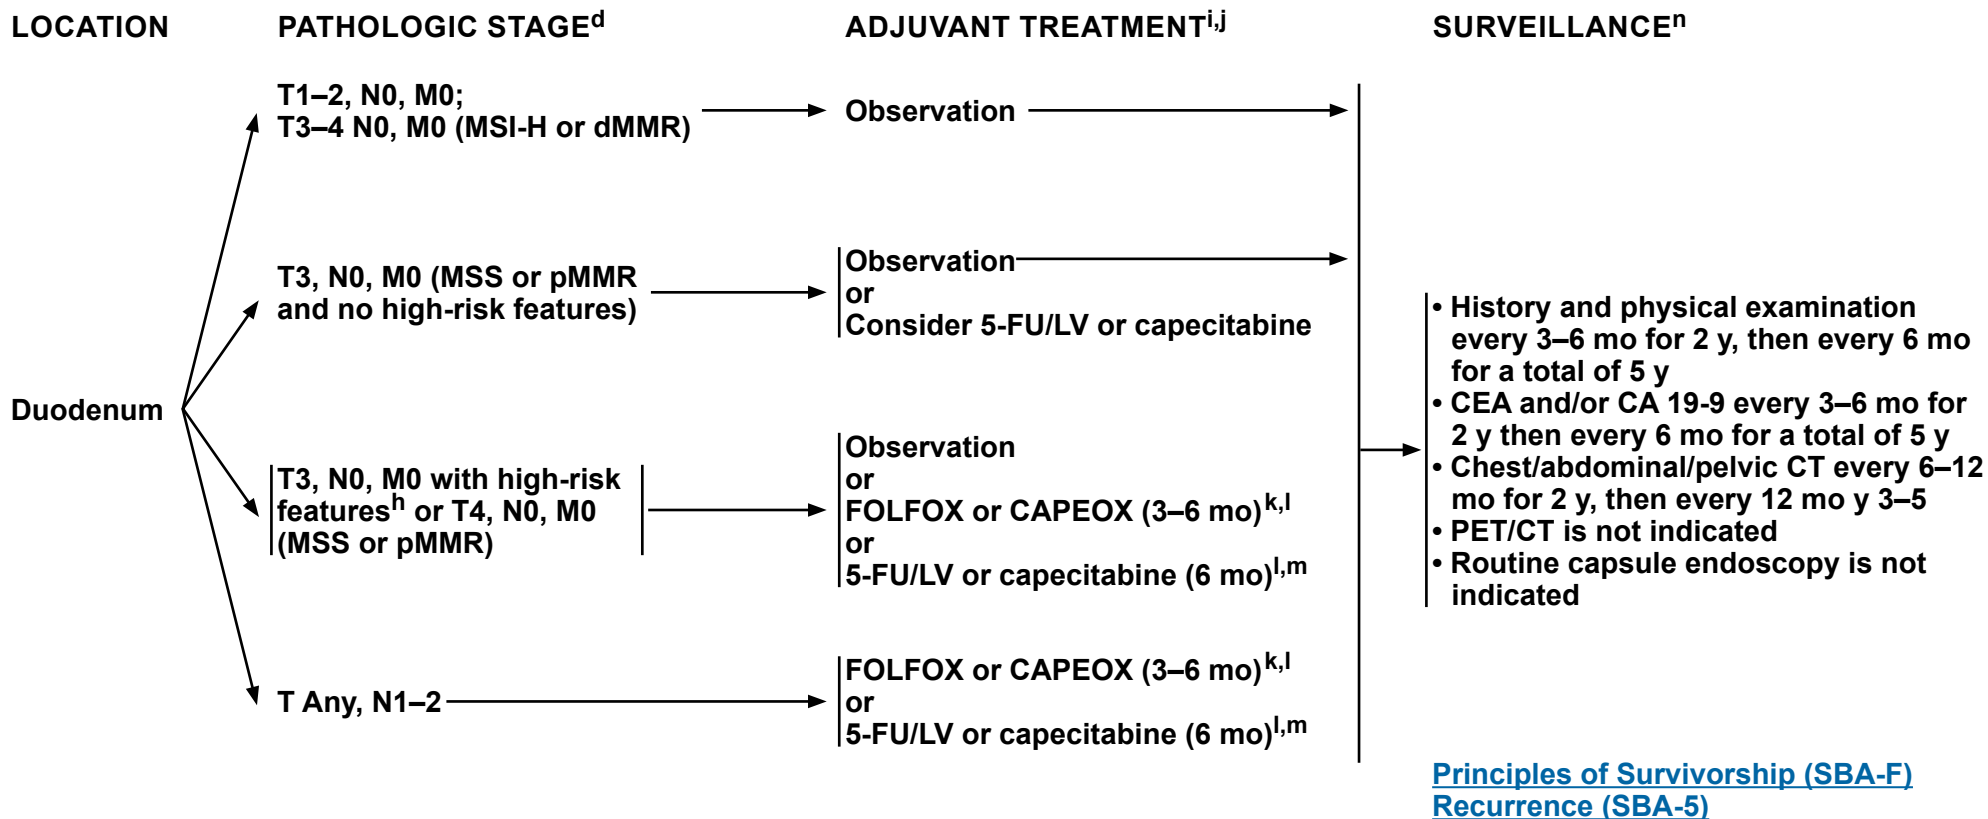 LOCATION
PATHOLOGIC STAGEd
ADJUVANT TREATMENTi,j
SURVEILLANCEn
Duodenum
T1–2, N0, M0;
T3–4 N0, M0 (MSI-H or dMMR)
Observation
T3, N0, M0 (MSS or pMMR
and no high-risk features)
Observation
or
Consider 5-FU/LV or capecitabine
T3, N0, M0 with high-risk
featuresh or T4, N0, M0
(MSS or pMMR)
Observation
or
FOLFOX or CAPEOX (3–6 mo)k,l
or
5-FU/LV or capecitabine (6 mo)l,m
T Any, N1–2
FOLFOX or CAPEOX (3–6 mo)k,l
or
5-FU/LV or capecitabine (6 mo)l,m
• History and physical examination
every 3–6 mo for 2 y, then every 6 mo
for a total of 5 y
• CEA and/or CA 19-9 every 3–6 mo for
2 y then every 6 mo for a total of 5 y
• Chest/abdominal/pelvic CT every 6–12
mo for 2 y, then every 12 mo y 3–5
• PET/CT is not indicated
• Routine capsule endoscopy is not
indicated
Principles of Survivorship (SBA-F)
Recurrence (SBA-5)